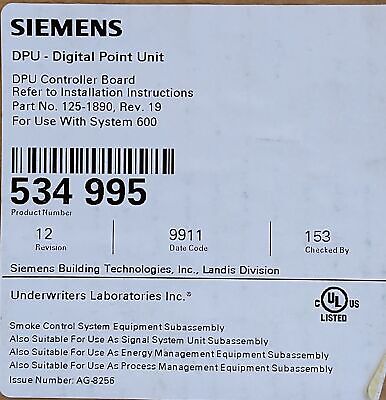 SIEMENS
DPU - Digital Point Unit
DPU Controller Board
Refer to Installation Instructions
Part No. 125-1890, Rev. 19
For Use With System 600
534 995
Product Number
12 9911 153
Revision Date Code Checked By
Siemens Building Technologies, Inc., Landis Division
Underwriters Laboratories Inc.®
C UL US
LISTED
Smoke Control System Equipment Subassembly
Also Suitable For Use As Signal System Unit Subassembly
Also Suitable For Use As Energy Management Equipment Subassembly
Also Suitable For Use As Process Management Equipment Subassembly
Issue Number: AG-8256